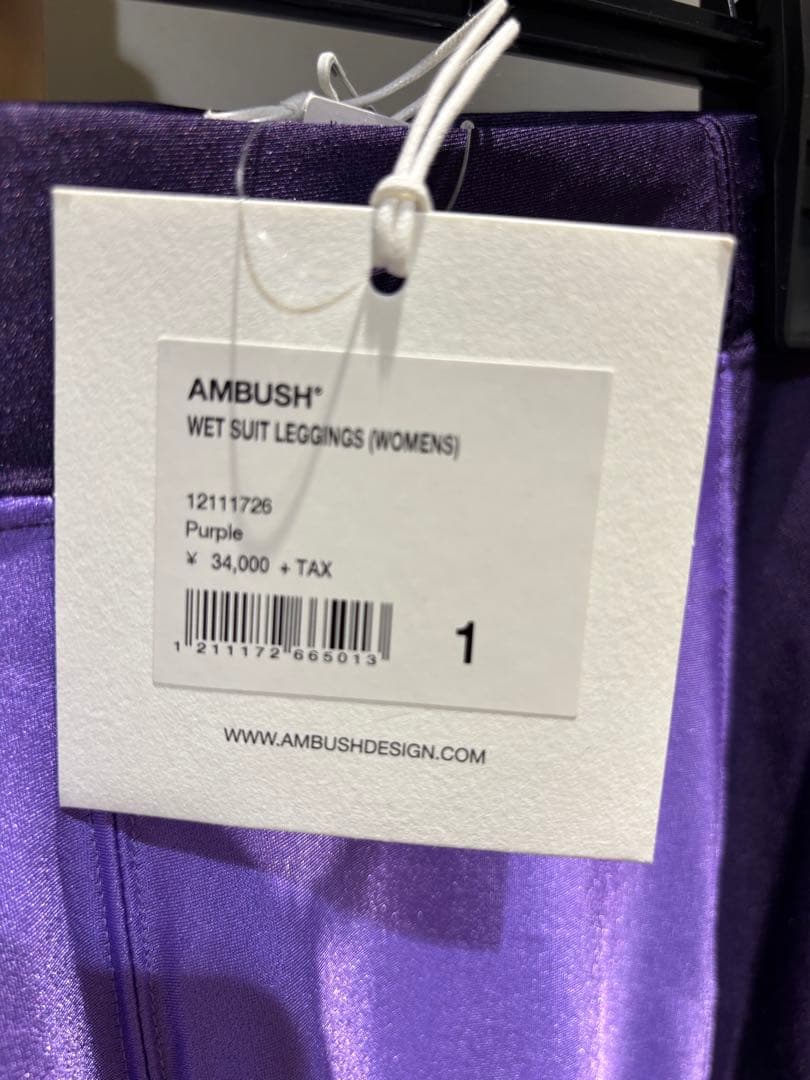 AMBUSH®
WET SUIT LEGGINGS (WOMENS)
12111726
Purple
¥ 34,000 + TAX
1 211172 665013
1
WWW.AMBUSHDESIGN.COM